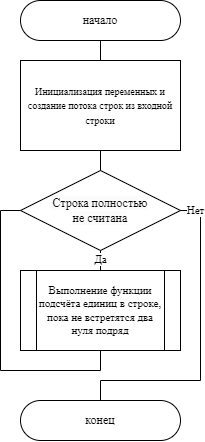 начало
Инициализация переменных и
создание потока строк из входной
строки
Строка полностью
не считана
Нет
Да
Выполнение функции
подсчёта единиц в строке,
пока не встретятся два
нуля подряд
конец